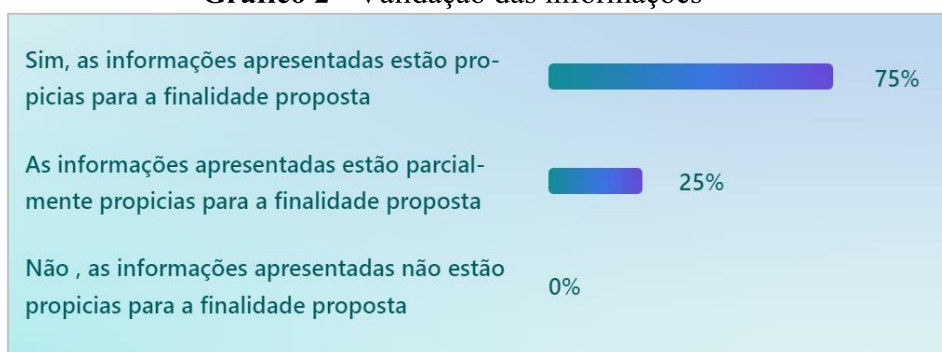 Gráfico 2 - Validação das informações
Sim, as informações apresentadas estão pro-
picias para a finalidade proposta
75%
As informações apresentadas estão parcial-
mente propicias para a finalidade proposta
25%
Não , as informações apresentadas não estão
propicias para a finalidade proposta
0%